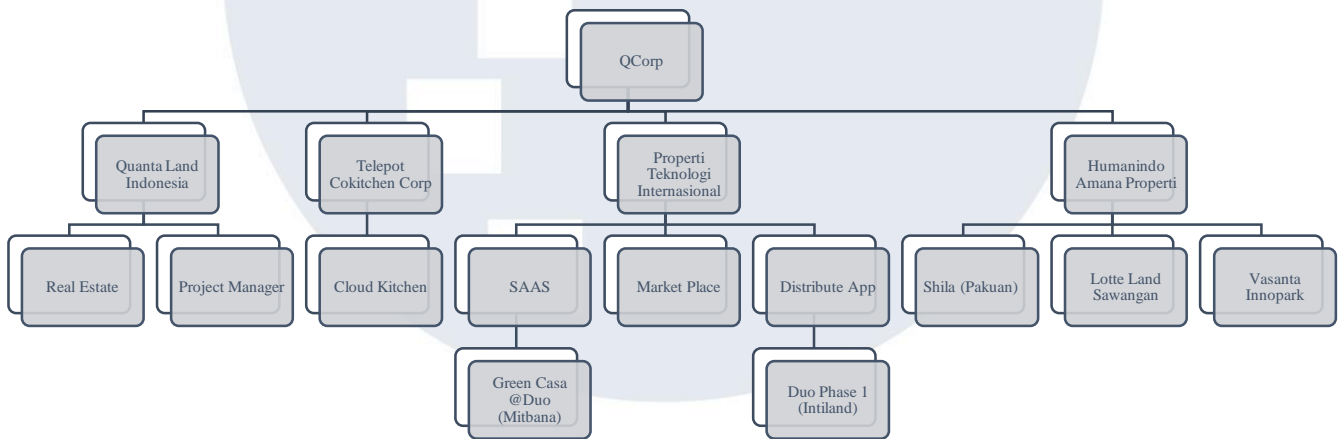 QCorp
Quanta Land
Indonesia
Telepot
Cokitchen Corp
Properti
Teknologi
Internasional
Humanindo
Amana Properti
Real Estate
Project Manager
Cloud Kitchen
SAAS
Market Place
Distribute App
Shila (Pakuan)
Lotte Land
Sawangan
Vasanta
Innopark
Green Casa
@Duo
(Mitbana)
Duo Phase 1
(Intiland)